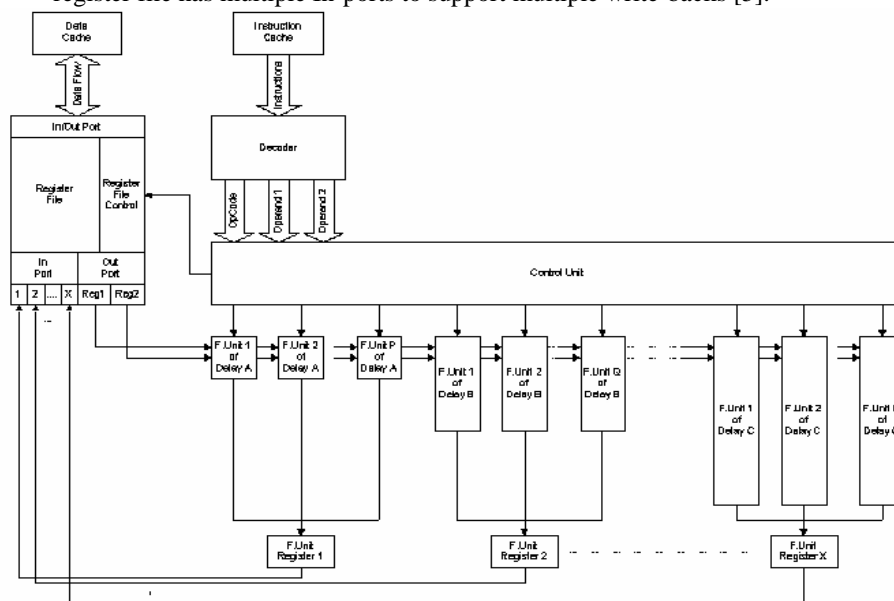 register file has multiple In-ports to support multiple write-backs [5].
Data
Cache
Instruction
Cache
Data Flow
Instructions
In/Out Port
Decoder
Register
File
Register
File
Control
OpCode
Operand 1
Operand 2
In
Port
Out
Port
Control Unit
1
2
....
X
Reg1
Reg2
F.Unit 1
of
Delay A
F.Unit 2
of
Delay A
F.Unit P
of
Delay A
F.Unit 1
of
Delay B
F.Unit 2
of
Delay B
F.Unit Q
of
Delay B
F.Unit 1
of
Delay C
F.Unit 2
of
Delay C
F.Unit
of
Delay
F.Unit
Register 1
F.Unit
Register 2
F.Unit
Register X